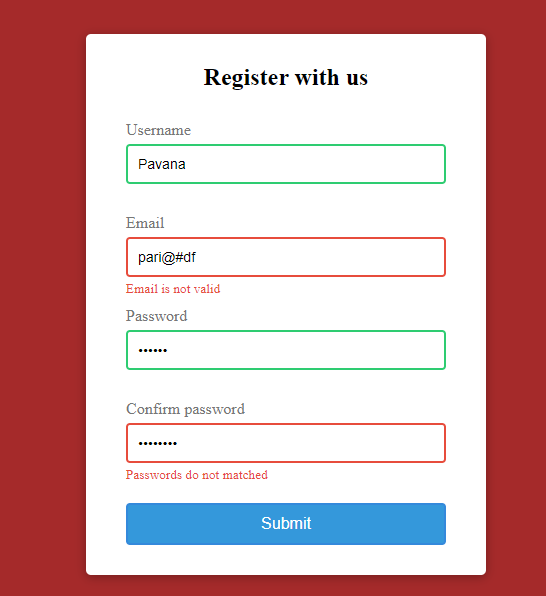 Register with us
Username
Pavana
Email
pari@#df
Email is not valid
Password
••••••
Confirm password
••••••••
Passwords do not matched
Submit